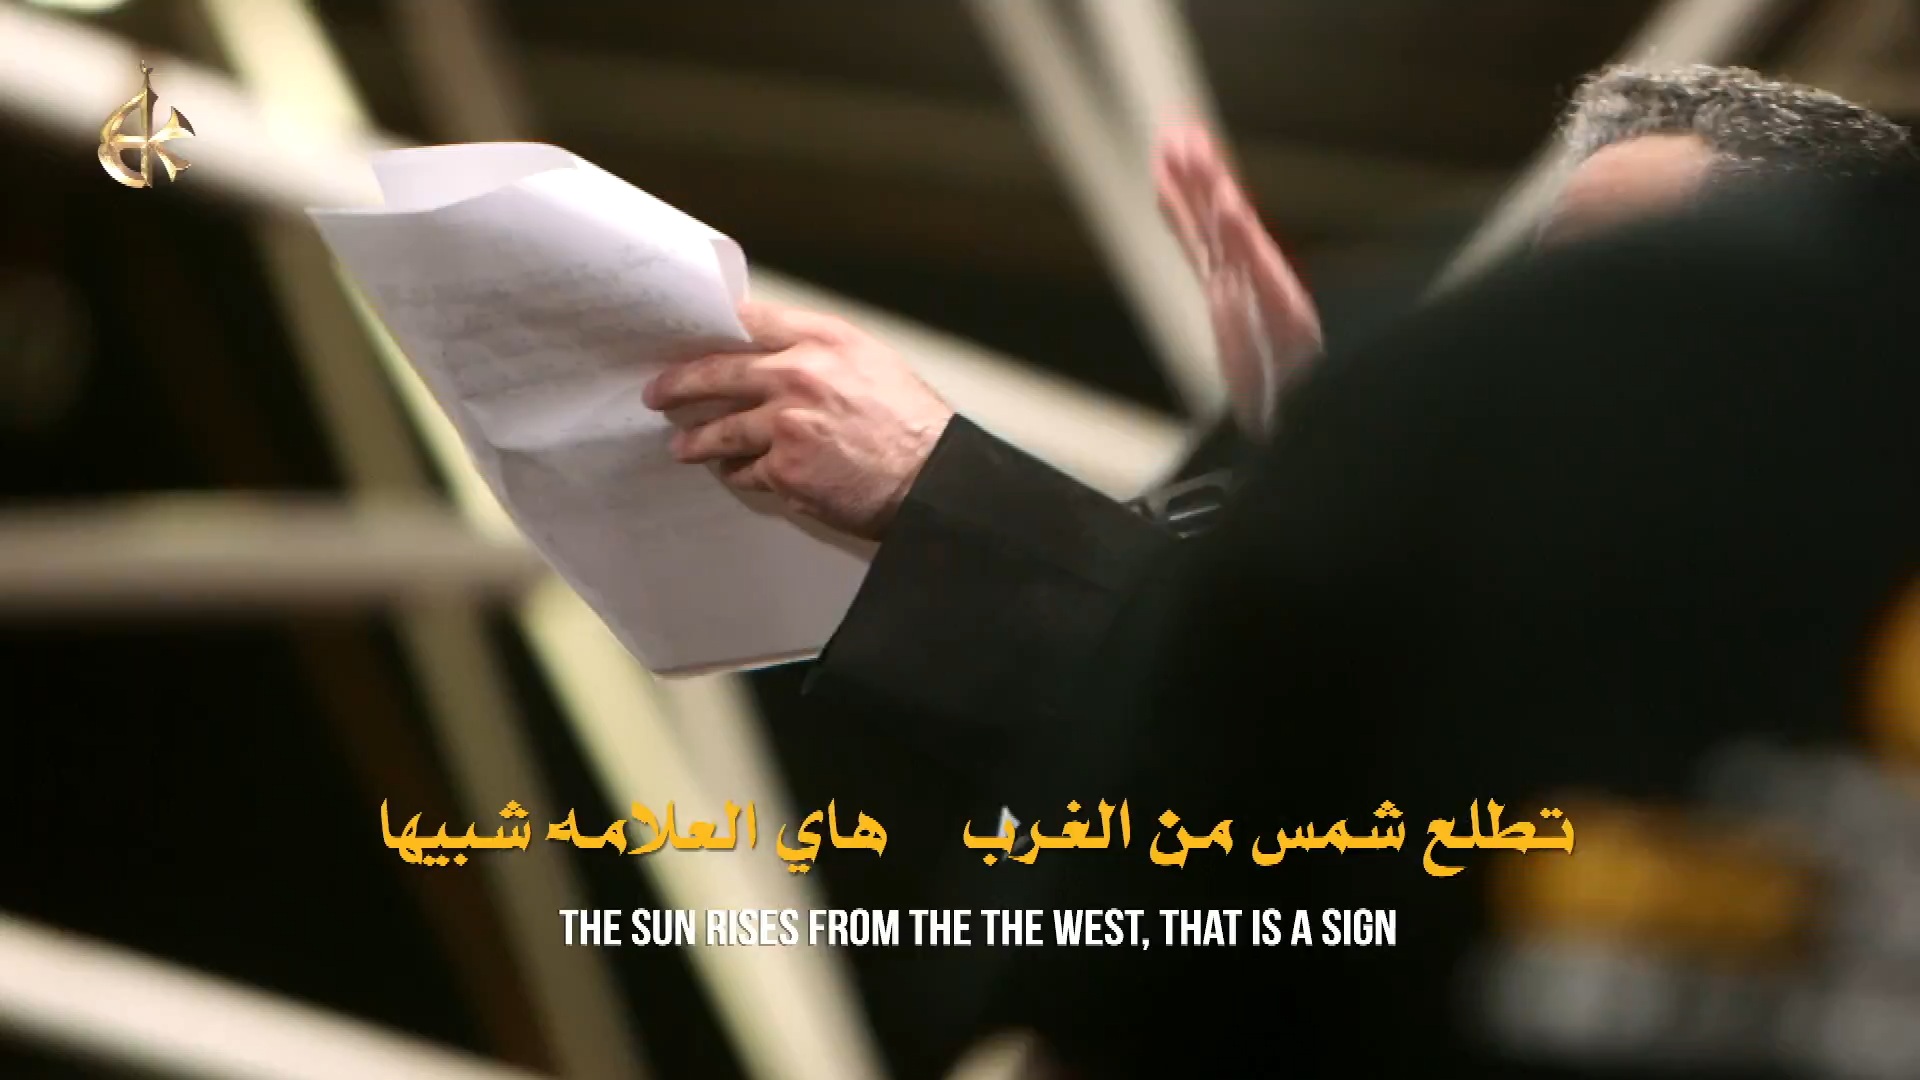 تطلع شمس من الغرب هاي العلامه شبيها
THE SUN RISES FROM THE THE WEST, THAT IS A SIGN